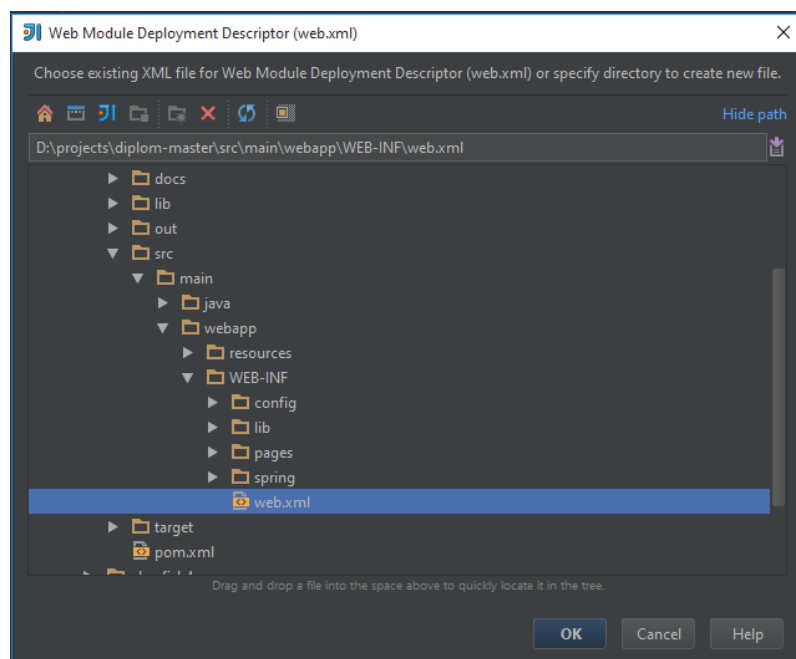 Web Module Deployment Descriptor (web.xml)
Choose existing XML file for Web Module Deployment Descriptor (web.xml) or specify directory to create new file.
Hide path
D:\projects\diplom-master\src\main\webapp\WEB-INF\web.xml
docs
lib
out
src
main
java
webapp
resources
WEB-INF
config
lib
pages
spring
web.xml
target
pom.xml
Drag and drop a file into the space above to quickly locate it in the tree.
OK Cancel Help